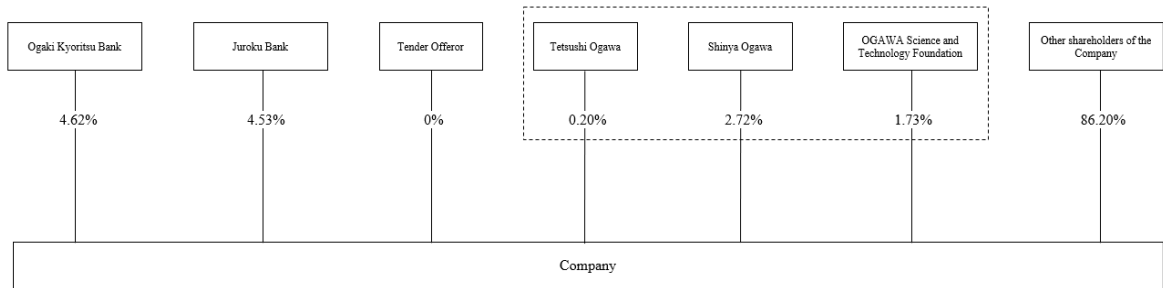 Ogaki Kyoritsu Bank
Juroku Bank
Tender Offeror
Tetsushi Ogawa
Shinya Ogawa
OGAWA Science and
Technology Foundation
Other shareholders of the
Company
4.62%
4.53%
0%
0.20%
2.72%
1.73%
86.20%
Company